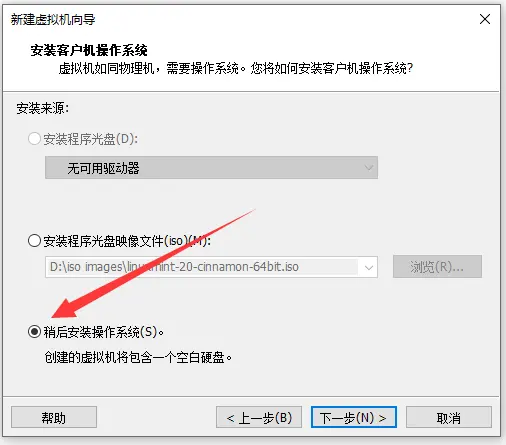 新建虚拟机向导
安装客户机操作系统
虚拟机如同物理机，需要操作系统。您将如何安装客户机操作系统?
安装来源:
安装程序光盘(D):
无可用驱动器
安装程序光盘映像文件(iso)(M):
D:\iso images\linuxmint-20-cinnamon-64bit.iso
浏览(R)...
稍后安装操作系统(S)。
创建的虚拟机将包含一个空白硬盘。
帮助
< 上一步(B)
下一步(N) >
取消